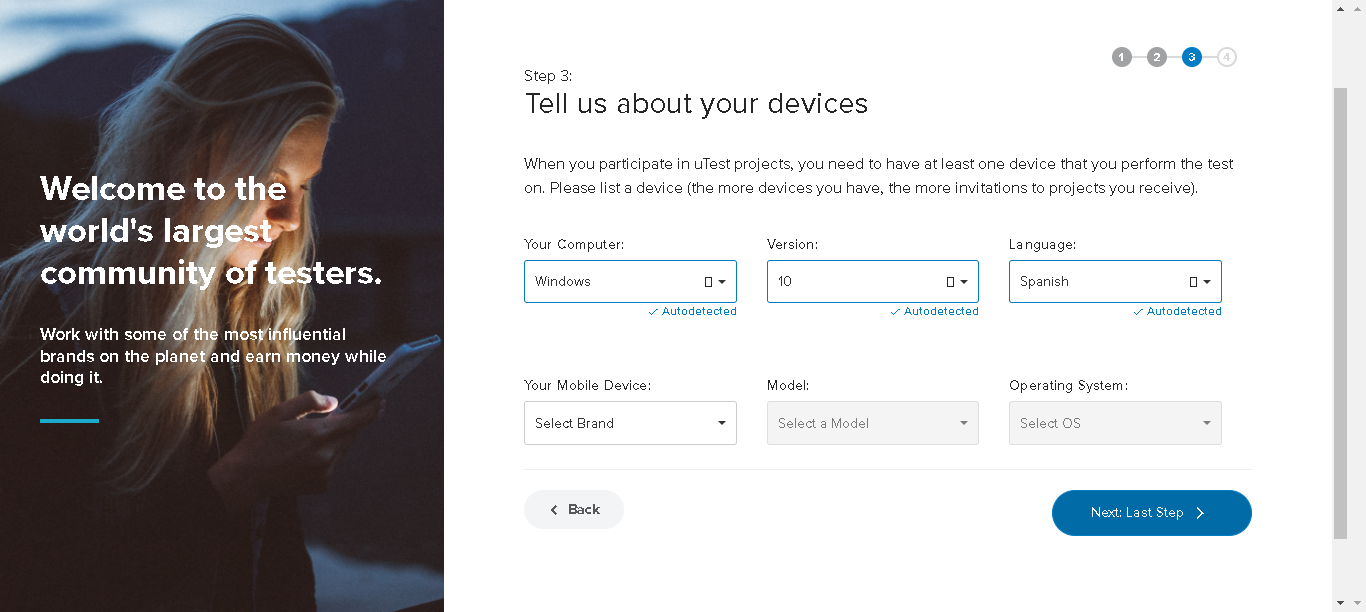 Welcome to the
world's largest
community of testers.
Work with some of the most influential
brands on the planet and earn money while
doing it.
1 2 3 4
Step 3:
Tell us about your devices
When you participate in uTest projects, you need to have at least one device that you perform the test
on. Please list a device (the more devices you have, the more invitations to projects you receive).
Your Computer: Version: Language:
Windows 10 Spanish
Autodetected Autodetected Autodetected
Your Mobile Device: Model: Operating System:
Select Brand Select a Model Select OS
Back Next: Last Step